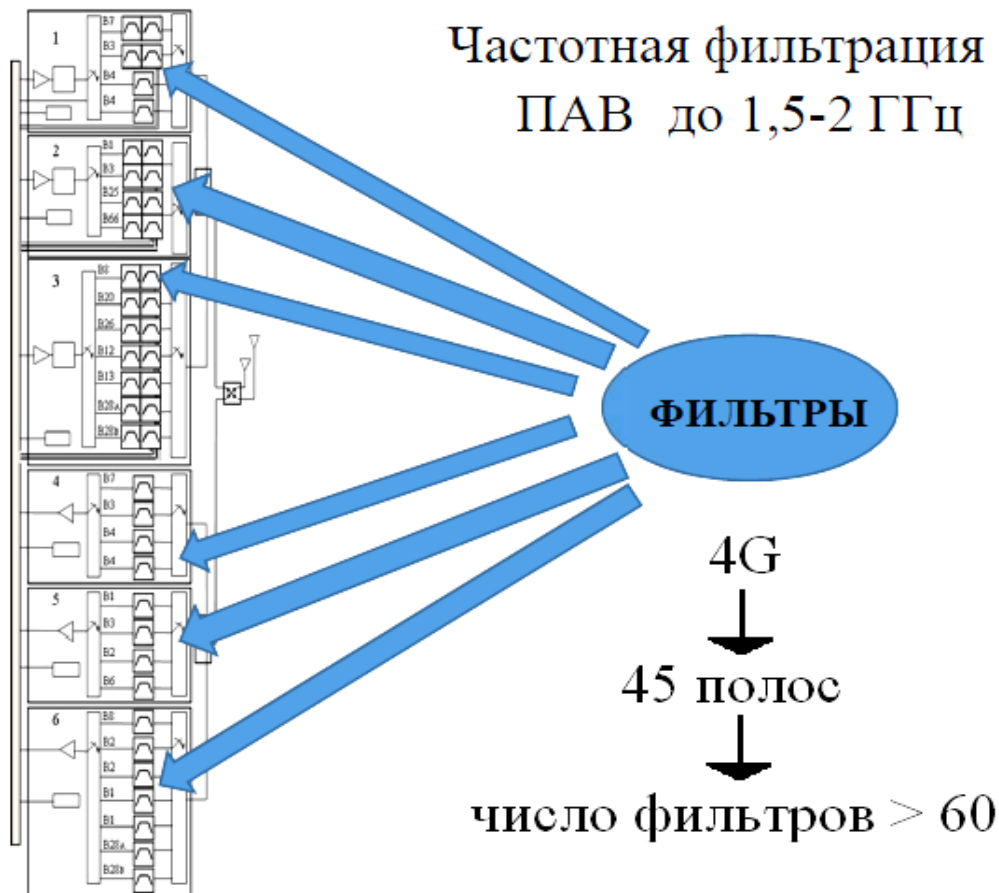 Частотная фильтрация
ПАВ до 1,5-2 ГГц
1
B7
B3
B4
B4
2
B1
B3
B25
B66
3
B8
B20
B26
B12
B13
B28A
B28B
4
B7
B3
B4
B4
5
B1
B3
B2
B6
6
B8
B2
B2
B1
B1
B28A
B28B
ФИЛЬТРЫ
4G
45 полос
число фильтров > 60